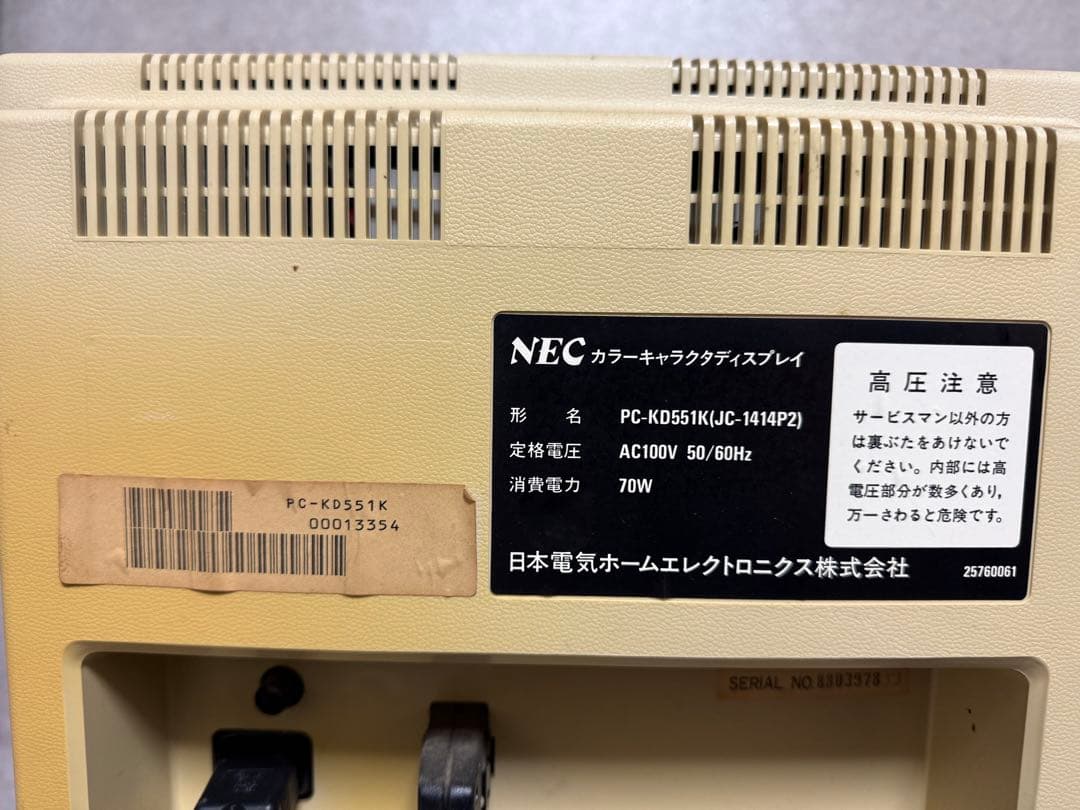 NEC カラーキャラクタディスプレイ
形 名 PC-KD551K(JC-1414P2)
定格電圧 AC100V 50/60Hz
消費電力 70W
日本電気ホームエレクトロニクス株式会社 25760061
高圧注意
サービスマン以外の方
は裏ぶたをあけないで
ください。内部には高
電圧部分が数多くあり,
万一さわると危険です。
PC-KD551K
00013354
SERIAL NO.